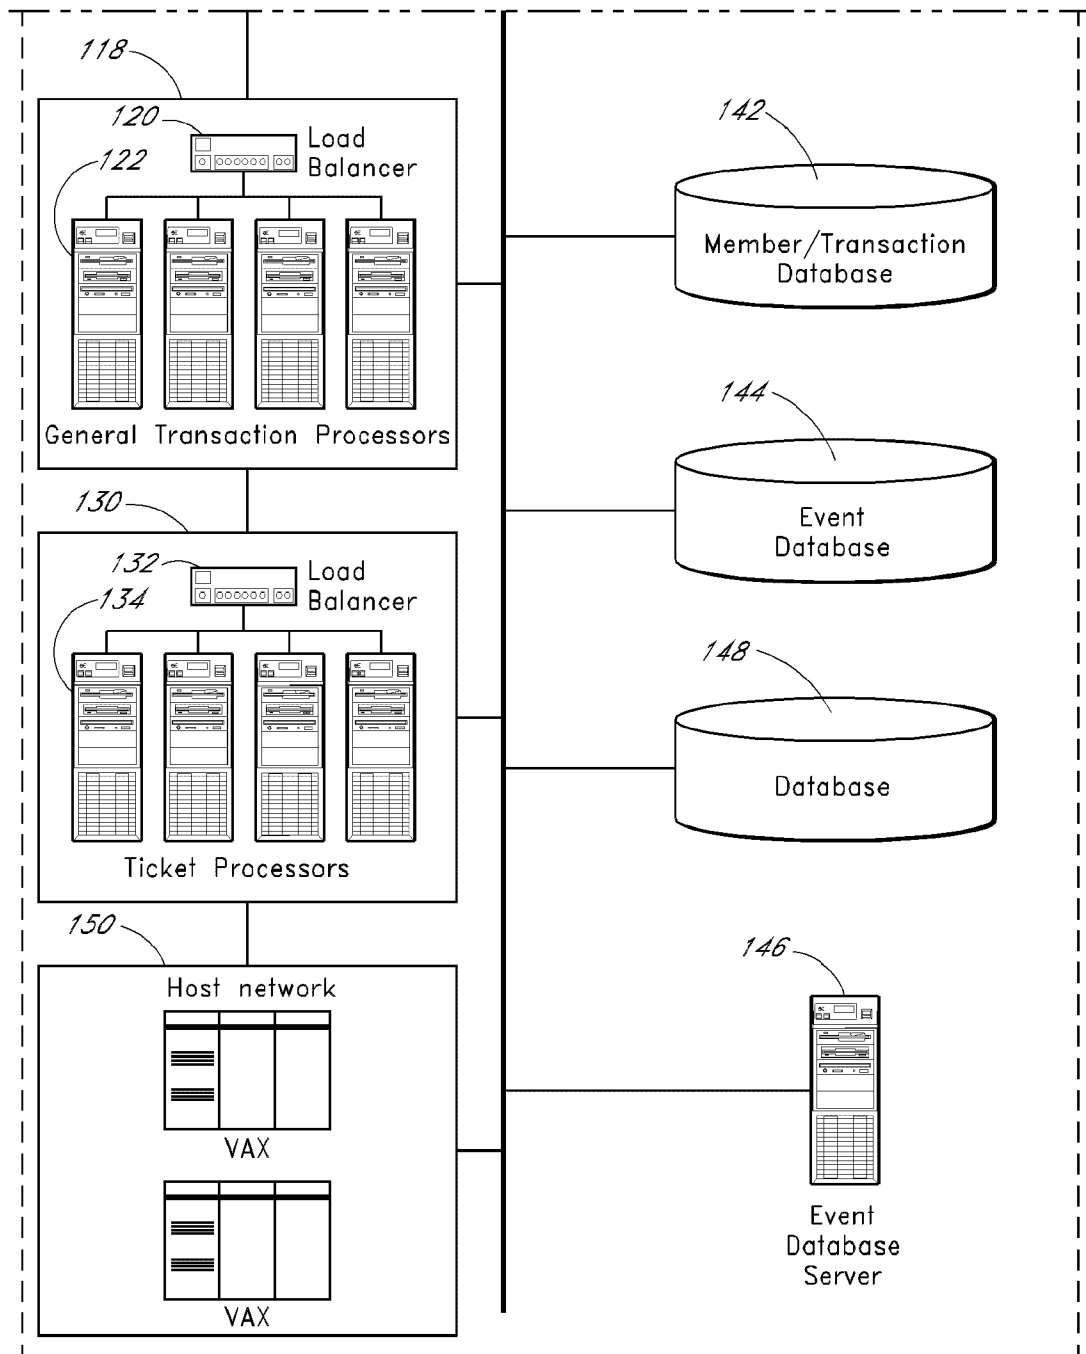 118
120
Load
Balancer
122
General Transaction Processors
130
132
Load
Balancer
134
Ticket Processors
150
Host network
VAX
VAX
142
Member/Transaction
Database
144
Event
Database
148
Database
146
Event
Database
Server